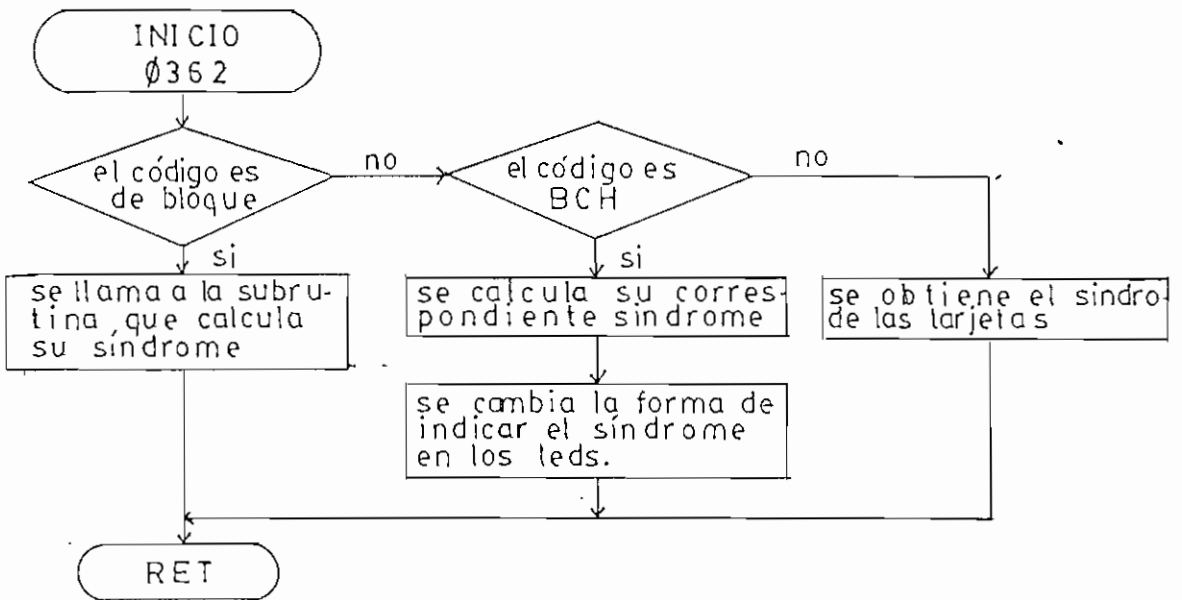 INICIO
Ø362
el código es
de bloque
no
el código es
BCH
no
si
si
se llama a la subru-
tina que calcula
su síndrome
se calcula su corres-
pondiente síndrome
se obtiene el sindro-
de las tarjetas
se cambia la forma de
indicar el síndrome
en los leds.
RET